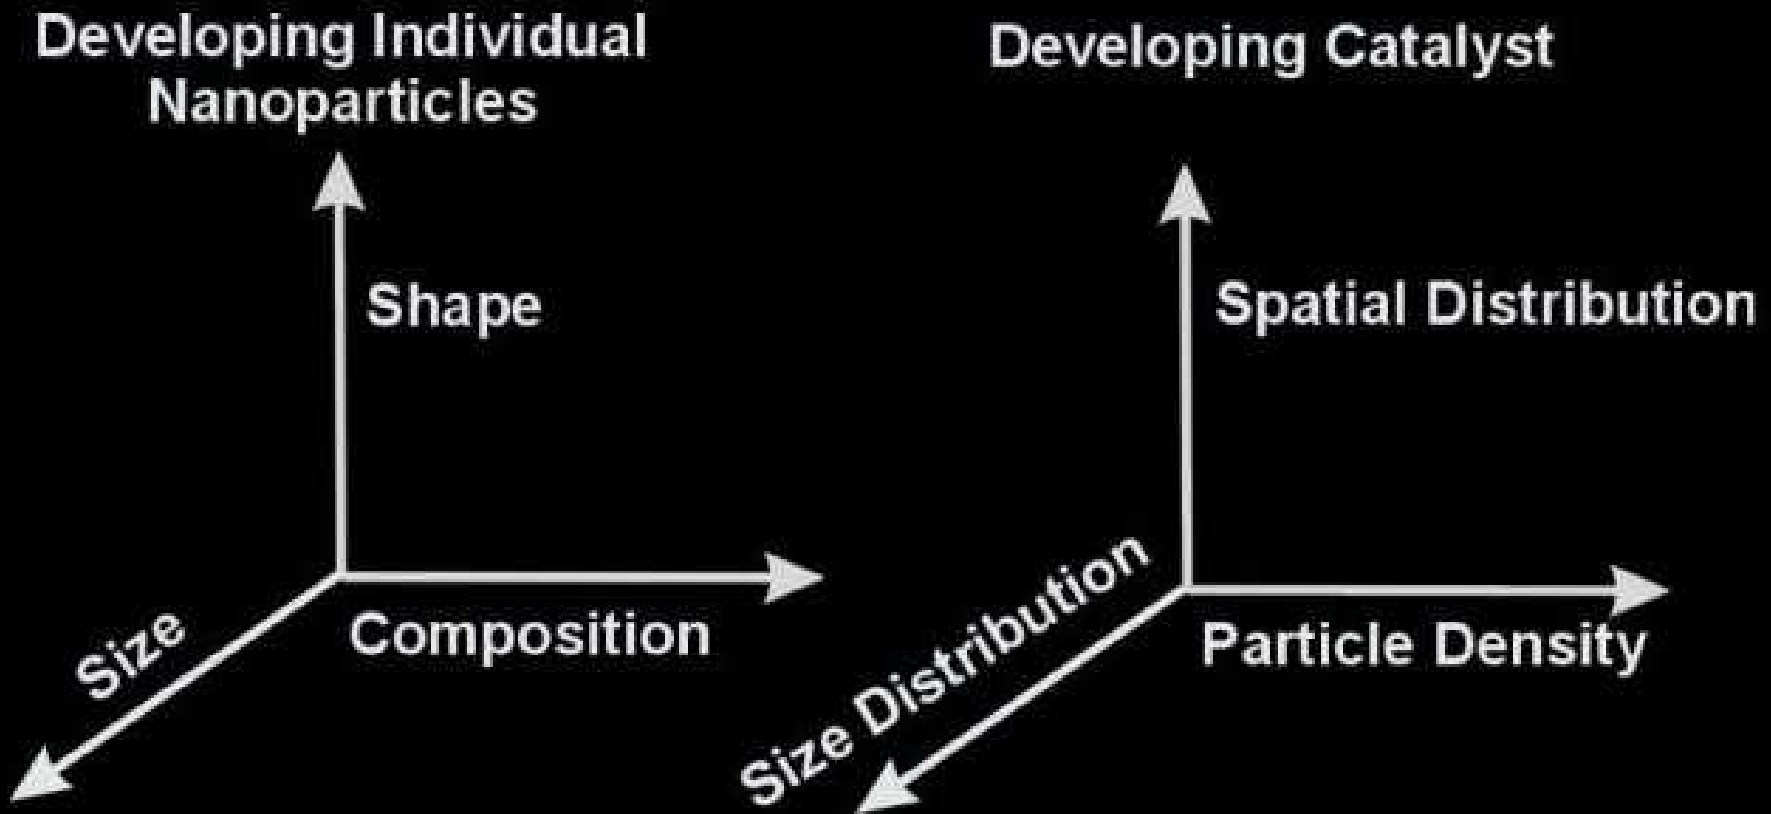 Developing Individual
Nanoparticles
Shape
Composition
Size
Developing Catalyst
Spatial Distribution
Particle Density
Size Distribution